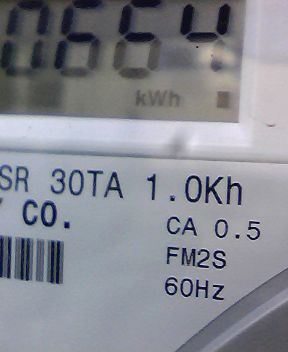 0664
kWh
SR 30TA 1.0Kh
CO.
CA 0.5
FM2S
60Hz